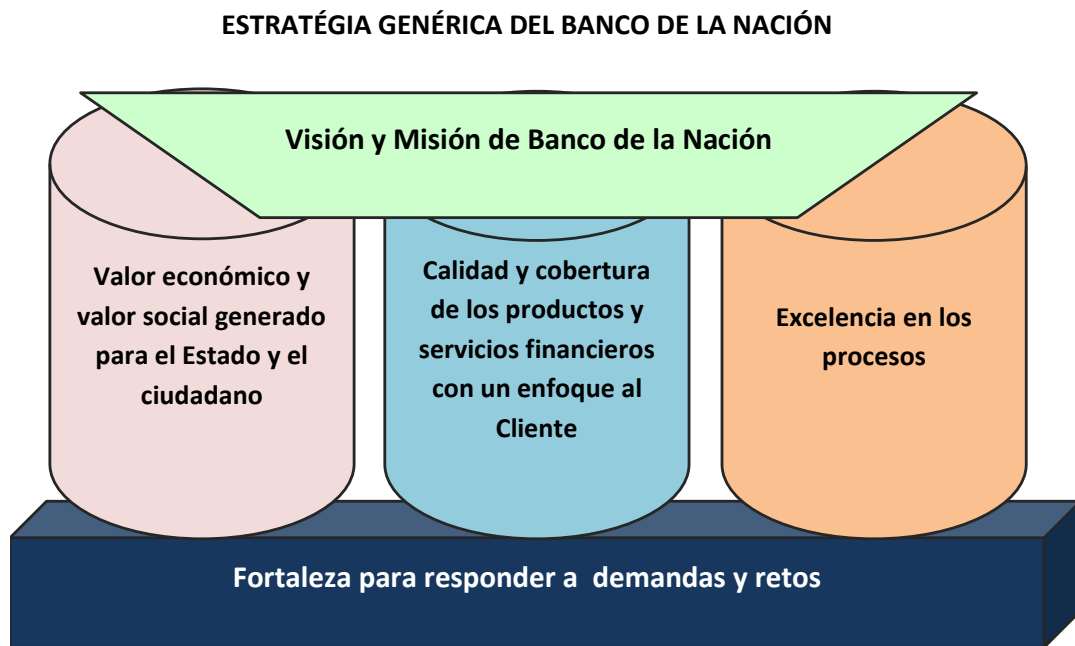 ESTRATÉGIA GENÉRICA DEL BANCO DE LA NACIÓN
Visión y Misión de Banco de la Nación
Valor económico y
valor social generado
para el Estado y el
ciudadano
Calidad y cobertura
de los productos y
servicios financieros
con un enfoque al
Cliente
Excelencia en los
procesos
Fortaleza para responder a  demandas y retos